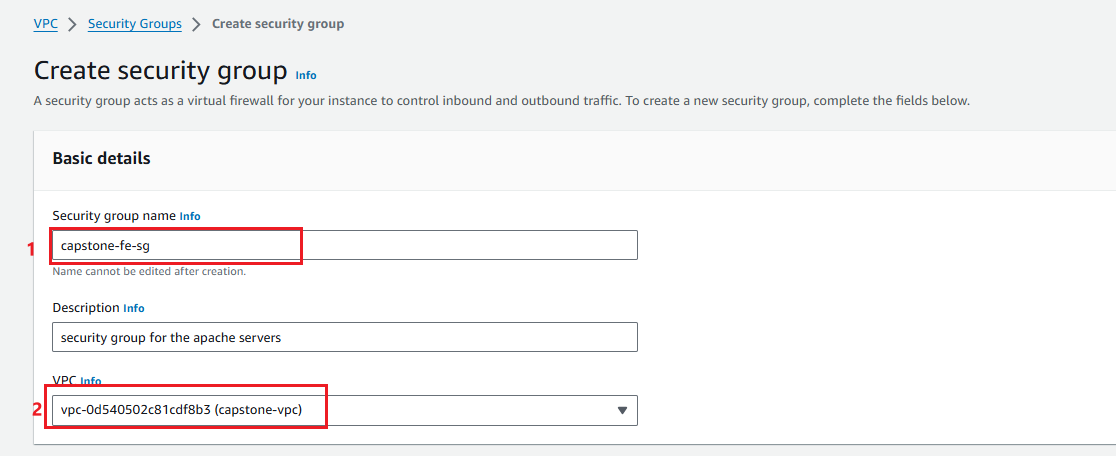 VPC > Security Groups > Create security group
Create security group Info
A security group acts as a virtual firewall for your instance to control inbound and outbound traffic. To create a new security group, complete the fields below.
Basic details
Security group name Info
1 capstone-fe-sg
Name cannot be edited after creation.
Description Info
security group for the apache servers
VPC Info
2 vpc-0d540502c81cdf8b3 (capstone-vpc)